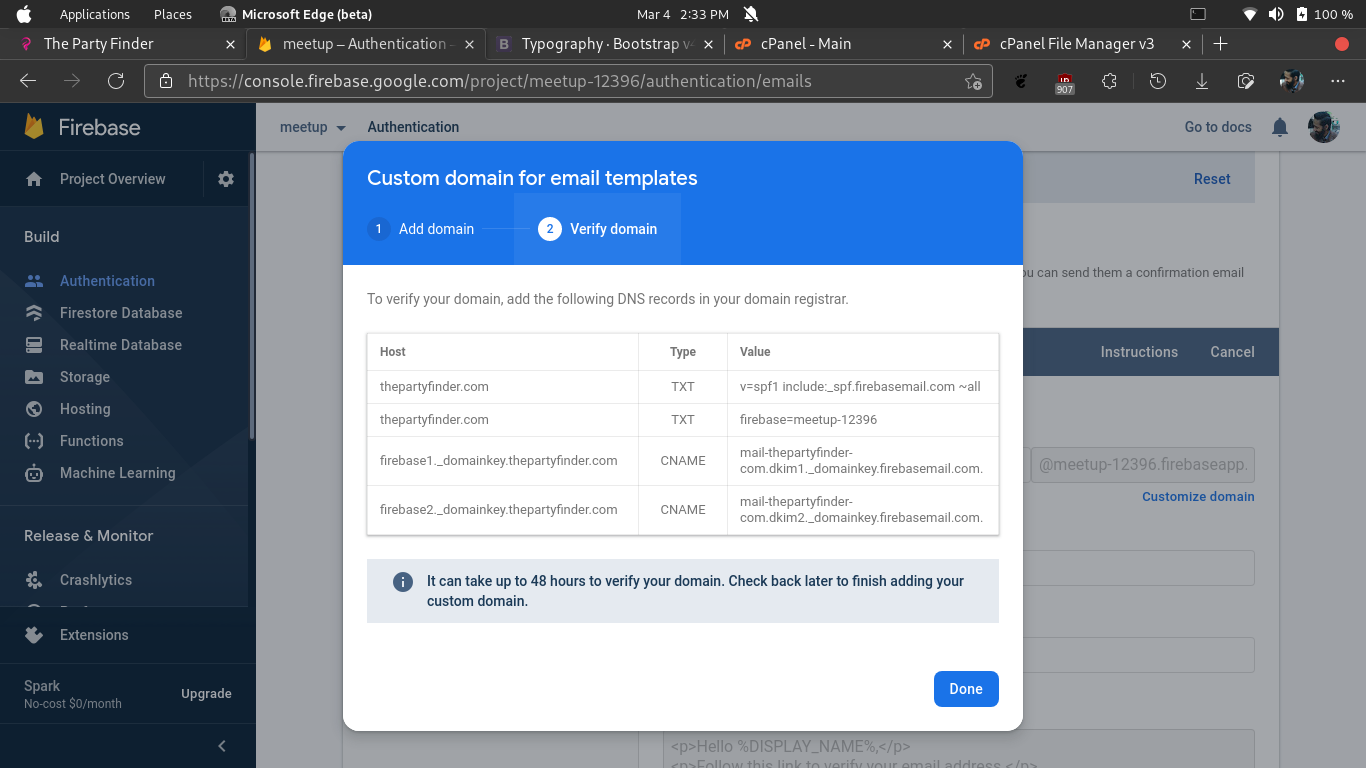 Applications Places Microsoft Edge (beta) Mar 4 2:33 PM 100 %
The Party Finder meetup – Authentication - Typography · Bootstrap v4 cPanel - Main cPanel File Manager v3
https://console.firebase.google.com/project/meetup-12396/authentication/emails 907
Firebase
meetup Authentication Go to docs
Project Overview
Reset
Custom domain for email templates
1 Add domain 2 Verify domain
Build
Authentication
Firestore Database
Realtime Database
Storage
Hosting
Functions
Machine Learning
Release & Monitor
Crashlytics
Extensions
Spark
No-cost $0/month
Upgrade
ou can send them a confirmation email
Instructions Cancel
@meetup-12396.firebaseapp.
Customize domain
To verify your domain, add the following DNS records in your domain registrar.
Host Type Value
thepartyfinder.com TXT v=spf1 include:_spf.firebasemail.com ~all
thepartyfinder.com TXT firebase=meetup-12396
firebase1._domainkey.thepartyfinder.com CNAME mail-thepartyfinder-
com.dkim1._domainkey.firebasemail.com.
firebase2._domainkey.thepartyfinder.com CNAME mail-thepartyfinder-
com.dkim2._domainkey.firebasemail.com.
It can take up to 48 hours to verify your domain. Check back later to finish adding your
custom domain.
Done
<p>Hello %DISPLAY_NAME%,</p>
<p>Follow this link to verify your email address.</p>